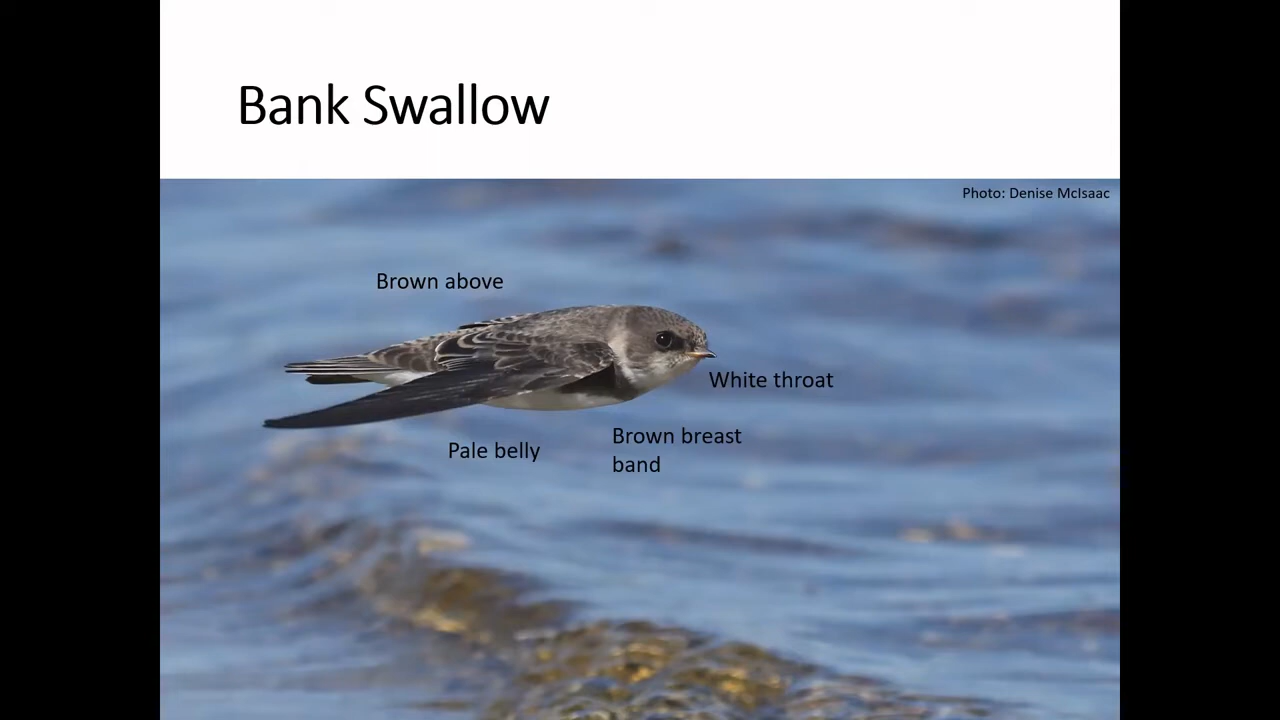 Bank Swallow
Photo: Denise McIsaac
Brown above
White throat
Brown breast
band
Pale belly